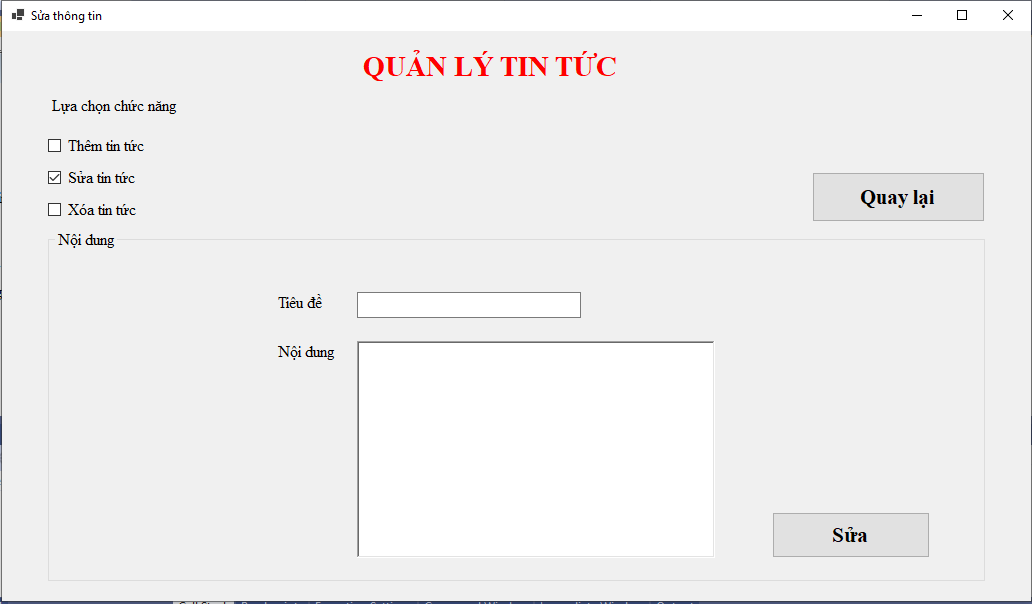 Sửa thông tin
QUẢN LÝ TIN TỨC
Lựa chọn chức năng
Thêm tin tức
Sửa tin tức
Xóa tin tức
Quay lại
Nội dung
Tiêu đề
Nội dung
Sửa